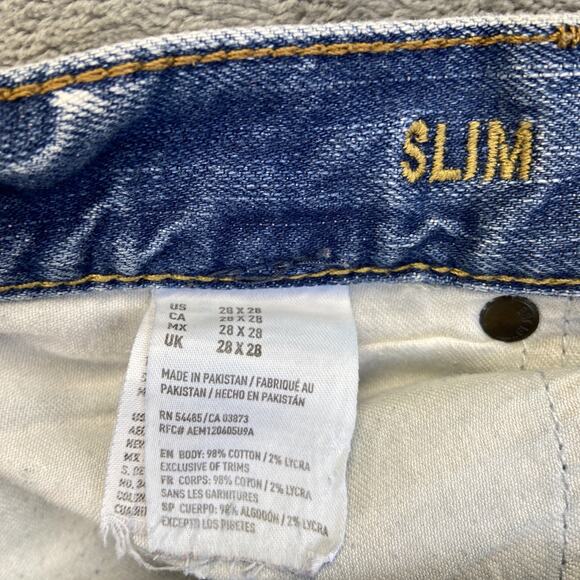 SLIM
US 28 X 28
CA 28 X 28
MX 28 X 28
UK 28 X 28
MADE IN PAKISTAN / FABRIQUÉ AU
PAKISTAN / HECHO EN PAKISTÁN
RN 54485/CA 03873
RFC# AEM120605U9A
EN BODY: 98% COTTON / 2% LYCRA
EXCLUSIVE OF TRIMS
FR CORPS: 98% COTON / 2% LYCRA
SANS LES GARNITURES
SP CUERPO: 98% ALGODÓN / 2% LYCRA
EXCEPTO LOS RIBETES